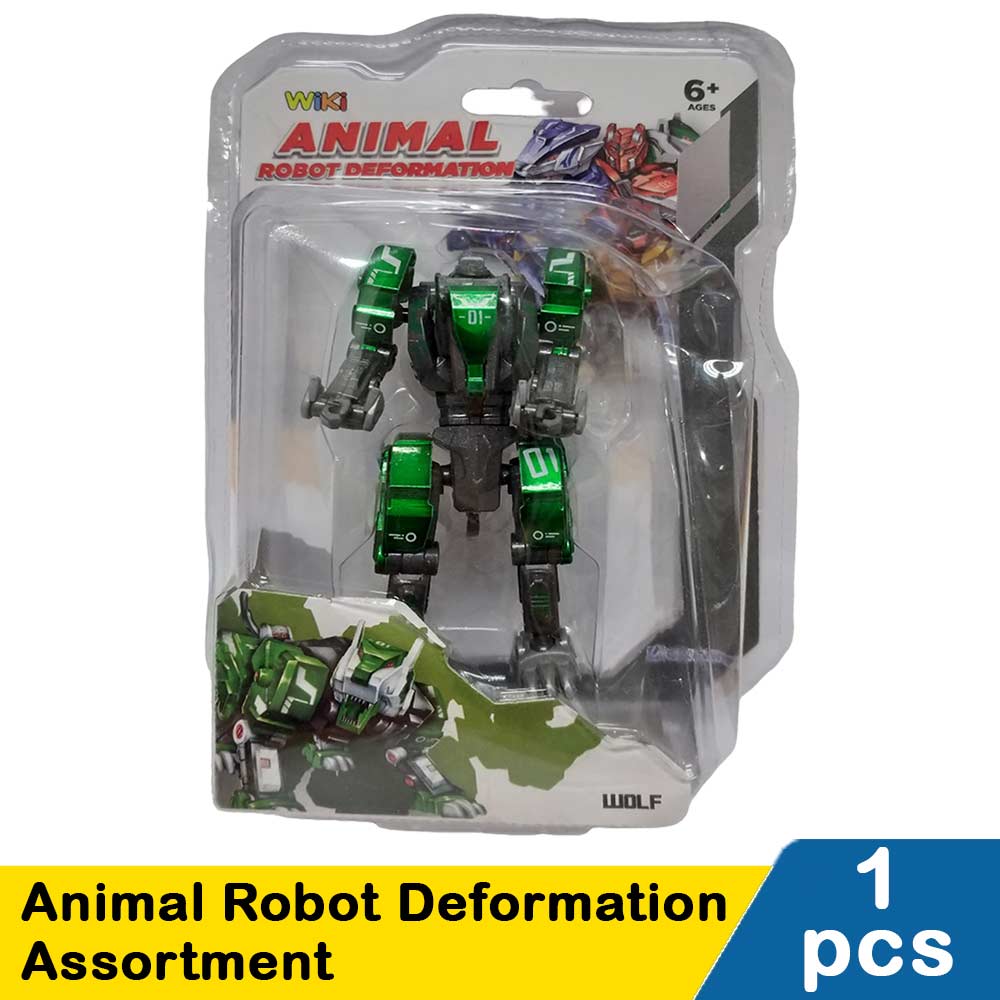 WiKi
6+
AGES
ANIMAL
ROBOT DEFORMATION
-01-
01
WOLF
Animal Robot Deformation
Assortment
1
pcs